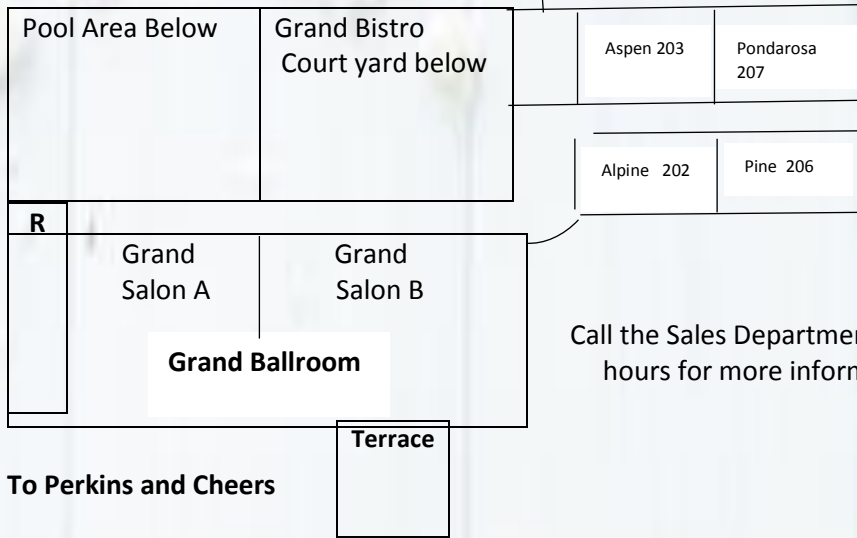 Pool Area Below
Grand Bistro
Court yard below
Aspen 203
Pondarosa
207
Alpine 202
Pine 206
R
Grand
Salon A
Grand
Salon B
Grand Ballroom
Call the Sales Departme
hours for more infor
Terrace
To Perkins and Cheers